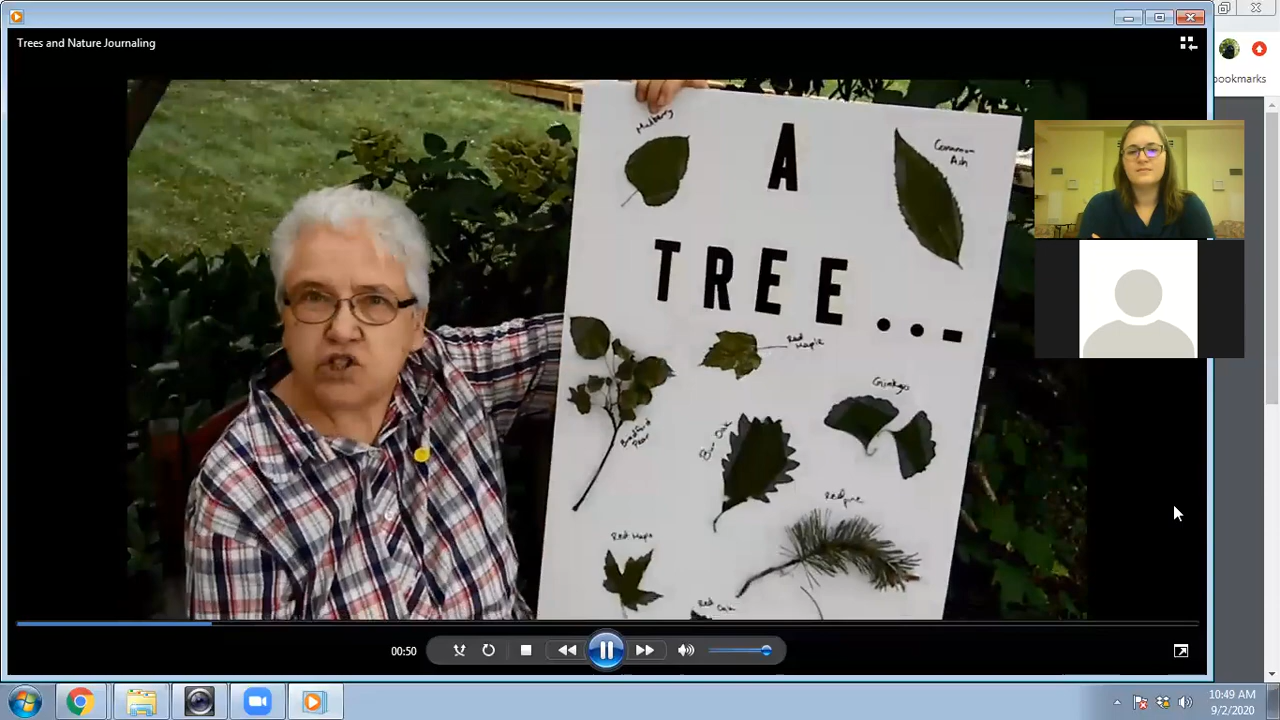 Trees and Nature Journaling
bookmarks
Mulberry
A
Cinnamon
Ash
TREE...
Red
Maple
Ginkgo
Bradford
Pear
Bur Oak
Red Pine
Red Maple
Red
Oak
00:50
10:49 AM
9/2/2020